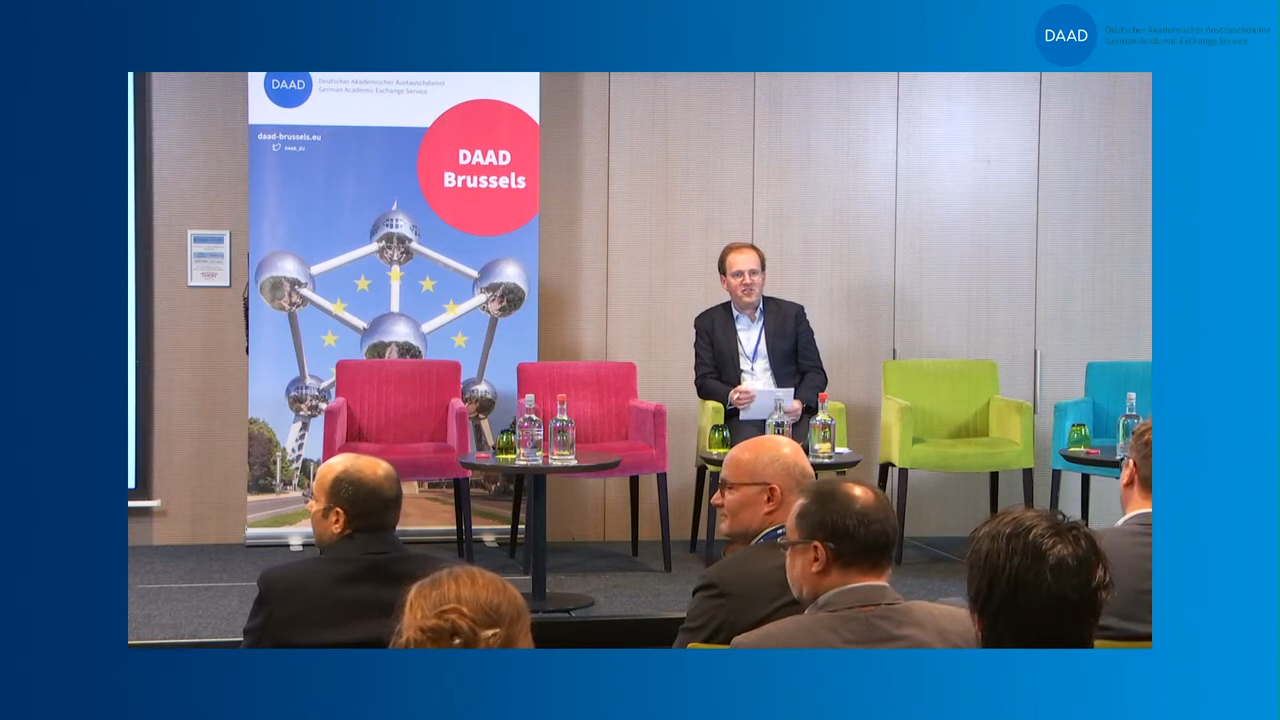 DAAD
Deutscher Akademischer Austauschdienst
German Academic Exchange Service
DAAD
Deutscher Akademischer Austauschdienst
German Academic Exchange Service
daad-brussels.eu
DAAD_EU
DAAD
Brussels